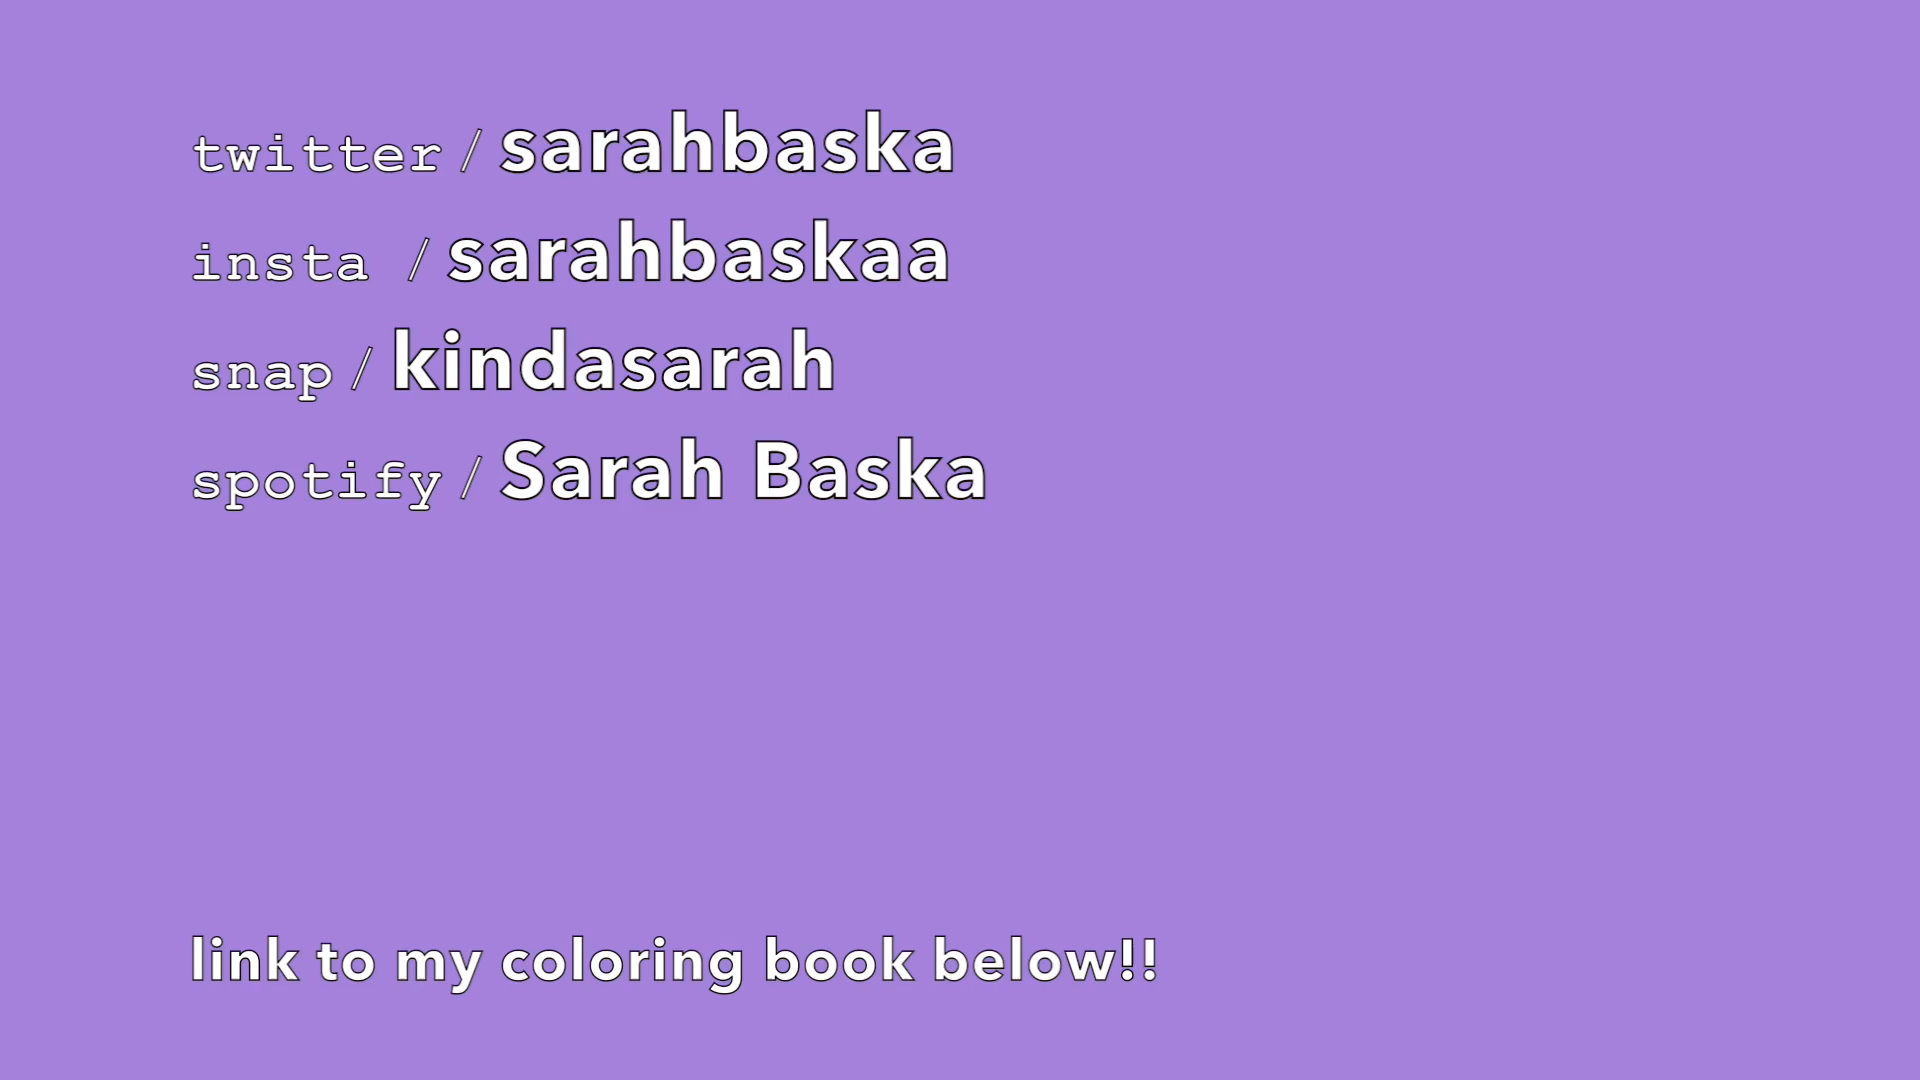 twitter / sarahbaska
insta / sarahbaskaa
snap / kindasarah
spotify / Sarah Baska
link to my coloring book below!!